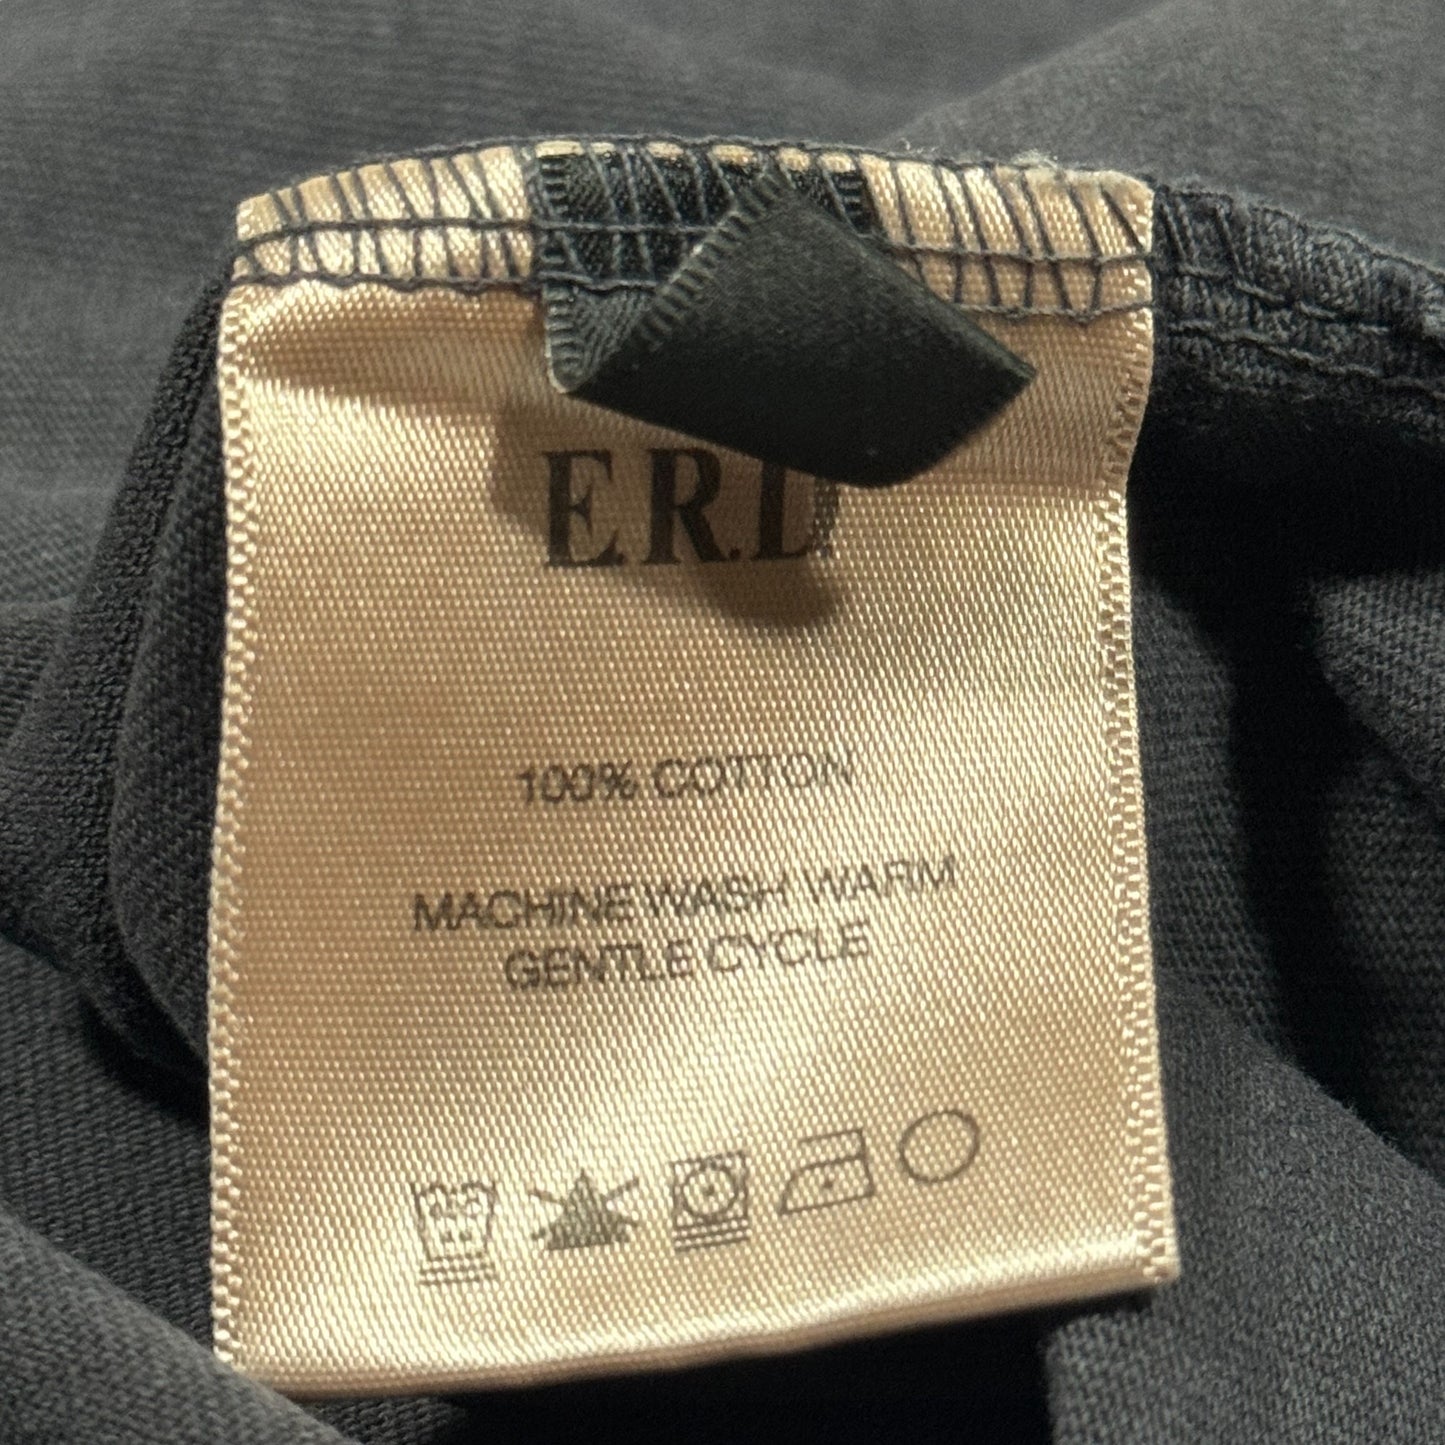 E.R.D.
100% COTTON
MACHINE WASH WARM
GENTLE CYCLE